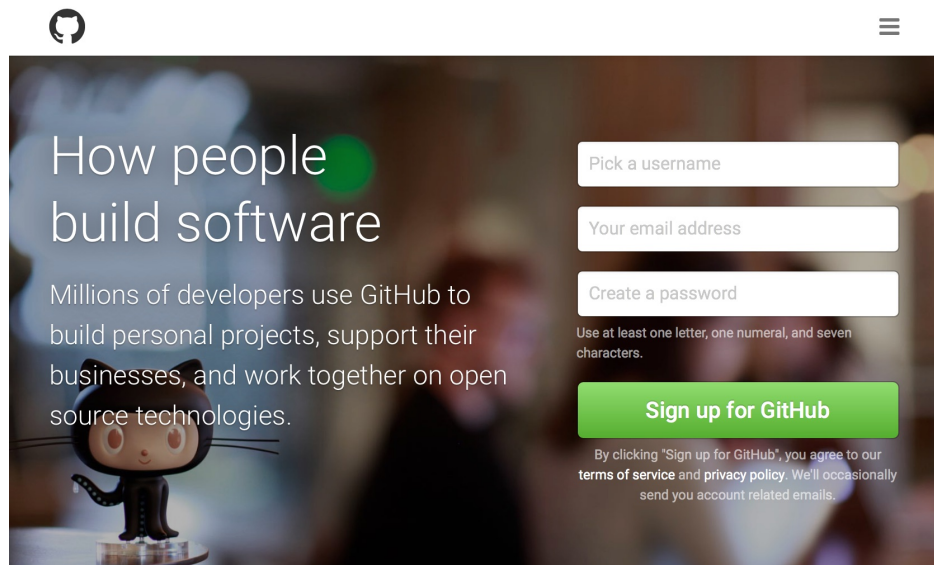 How people
build software
Millions of developers use GitHub to
build personal projects, support their
businesses, and work together on open
source technologies.
Pick a username
Your email address
Create a password
Use at least one letter, one numeral, and seven
characters.
Sign up for GitHub
By clicking "Sign up for GitHub", you agree to our
terms of service and privacy policy. We'll occasionally
send you account related emails.